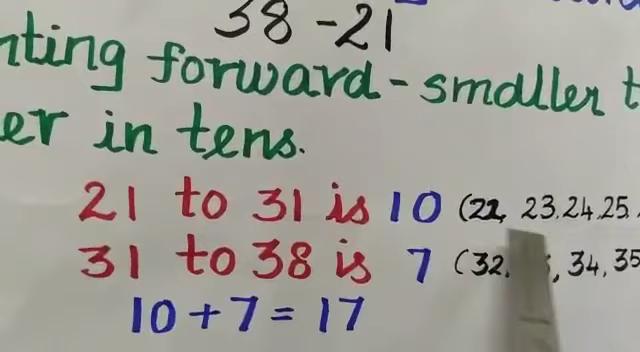 38 - 21
nting forward - smaller t
er in tens.
21 to 31 is 10 (22, 23, 24, 25,
31 to 38 is 7 (32, , 34, 35
10 + 7 = 17